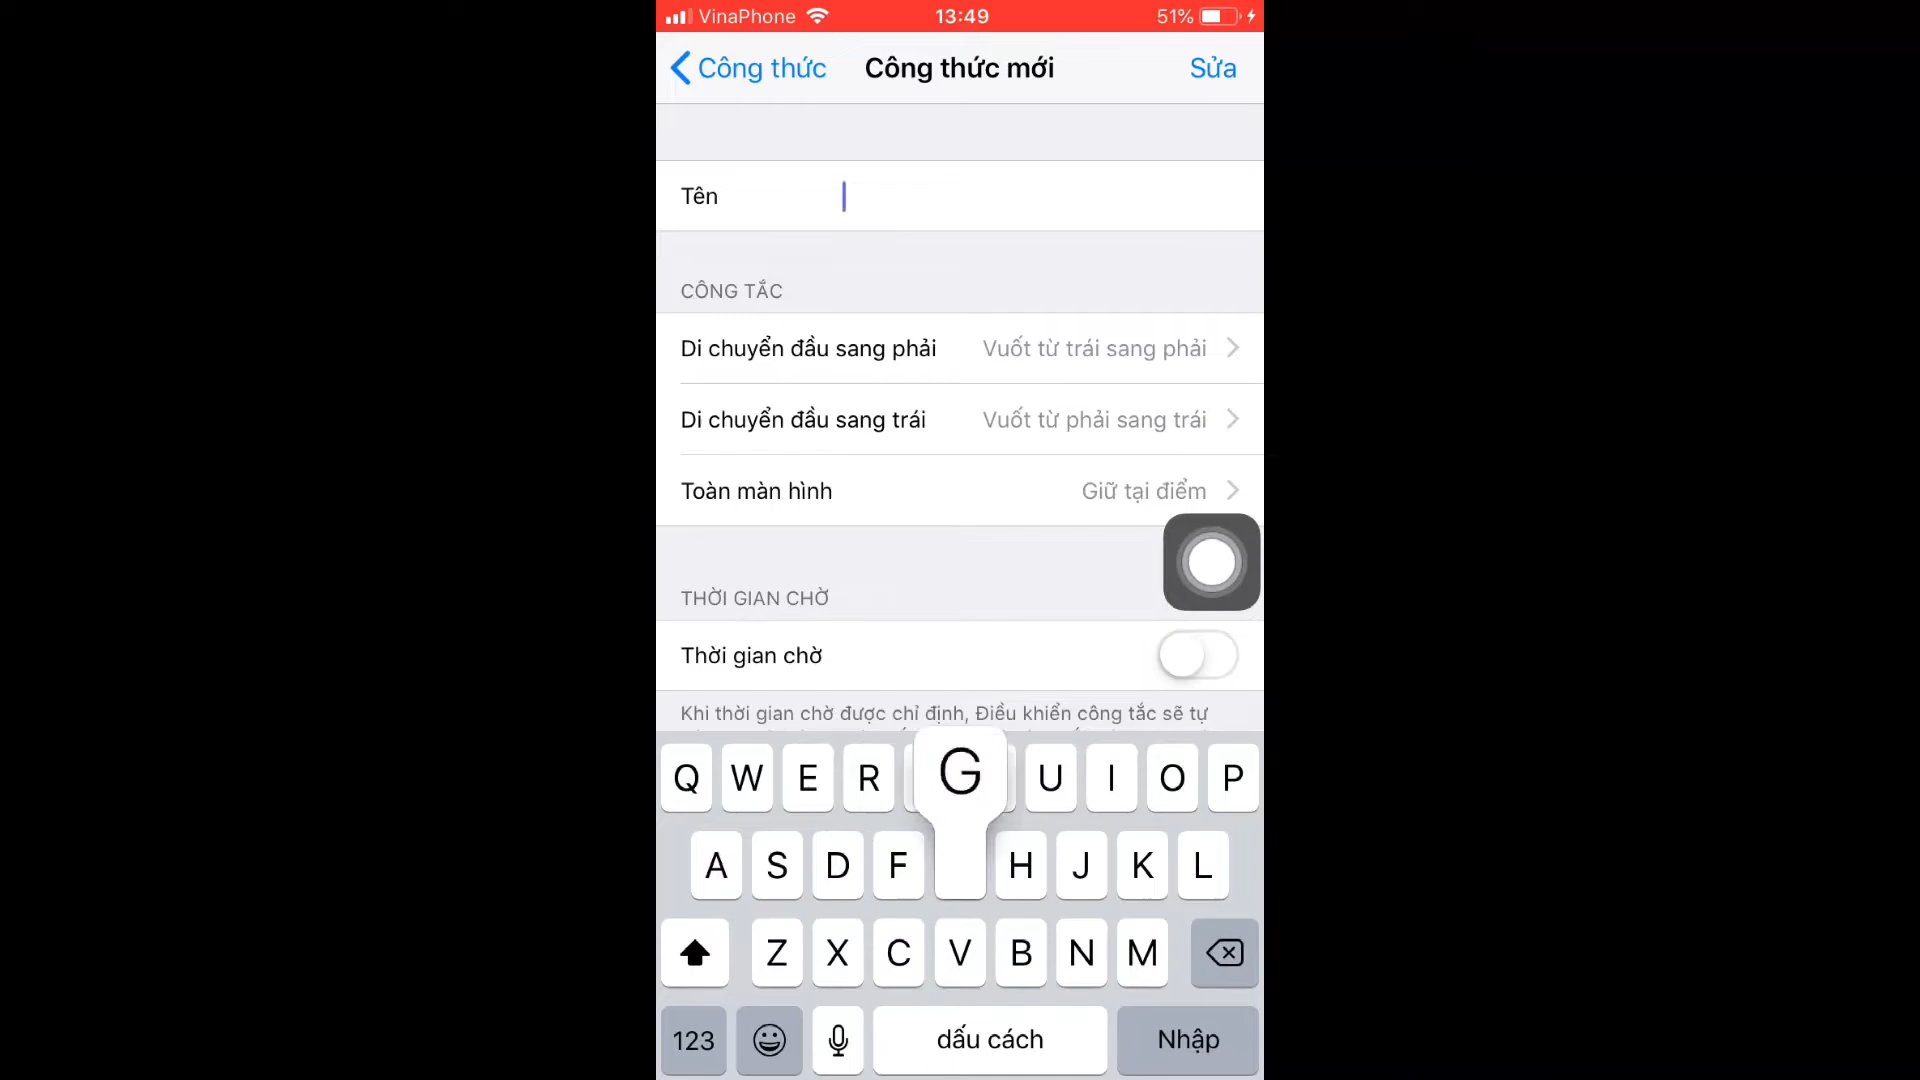 VinaPhone 13:49 51%
Công thức Công thức mới Sửa
Tên
CÔNG TẮC
Di chuyển đầu sang phải Vuốt từ trái sang phải
Di chuyển đầu sang trái Vuốt từ phải sang trái
Toàn màn hình Giữ tại điểm
THỜI GIAN CHỜ
Thời gian chờ
Khi thời gian chờ được chỉ định, Điều khiển công tắc sẽ tự
Q W E R G U I O P
A S D F H J K L
Z X C V B N M
123 dấu cách Nhập